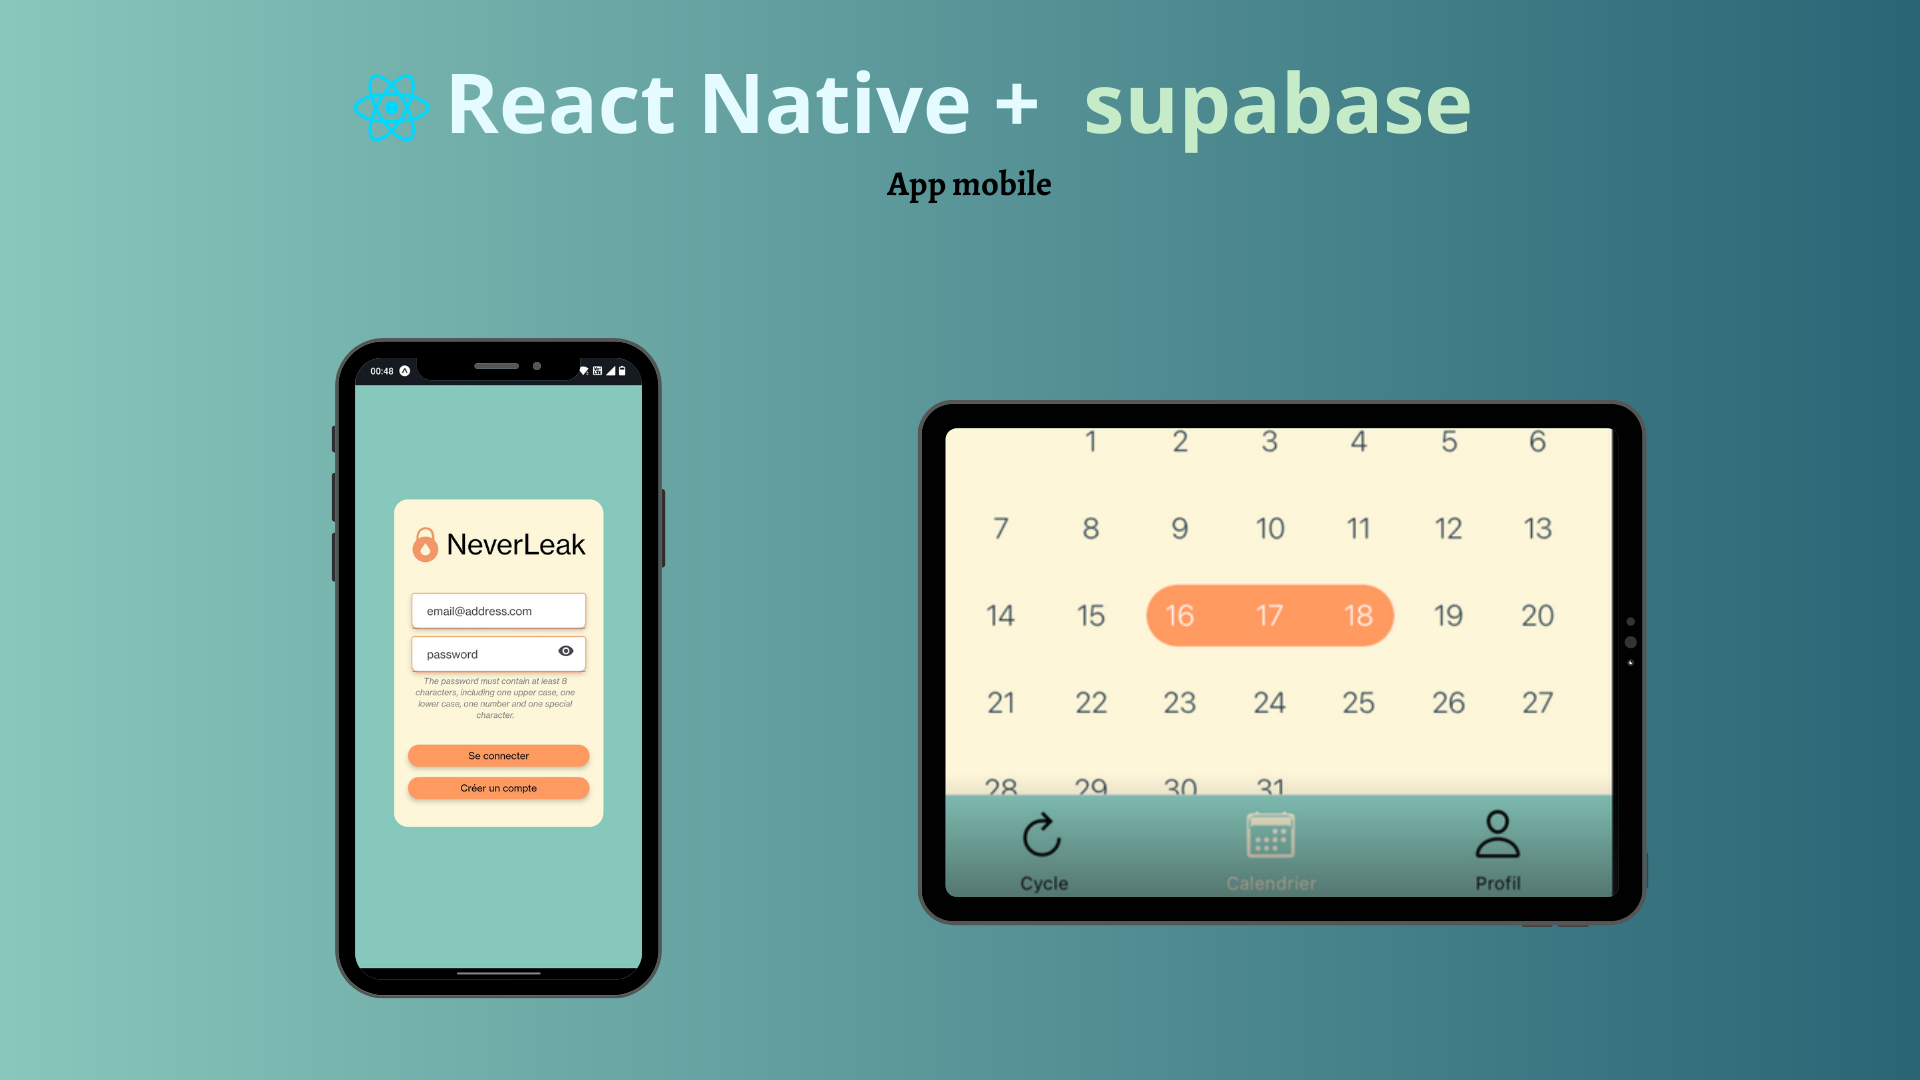 React Native + supabase
App mobile
00:48
NeverLeak
email@address.com
password
The password must contain at least 8
characters, including one upper case, one
lower case, one number and one special
character.
Se connecter
Créer un compte
1 2 3 4 5 6
7 8 9 10 11 12 13
14 15 16 17 18 19 20
21 22 23 24 25 26 27
28 29 30 31
Cycle Calendrier Profil